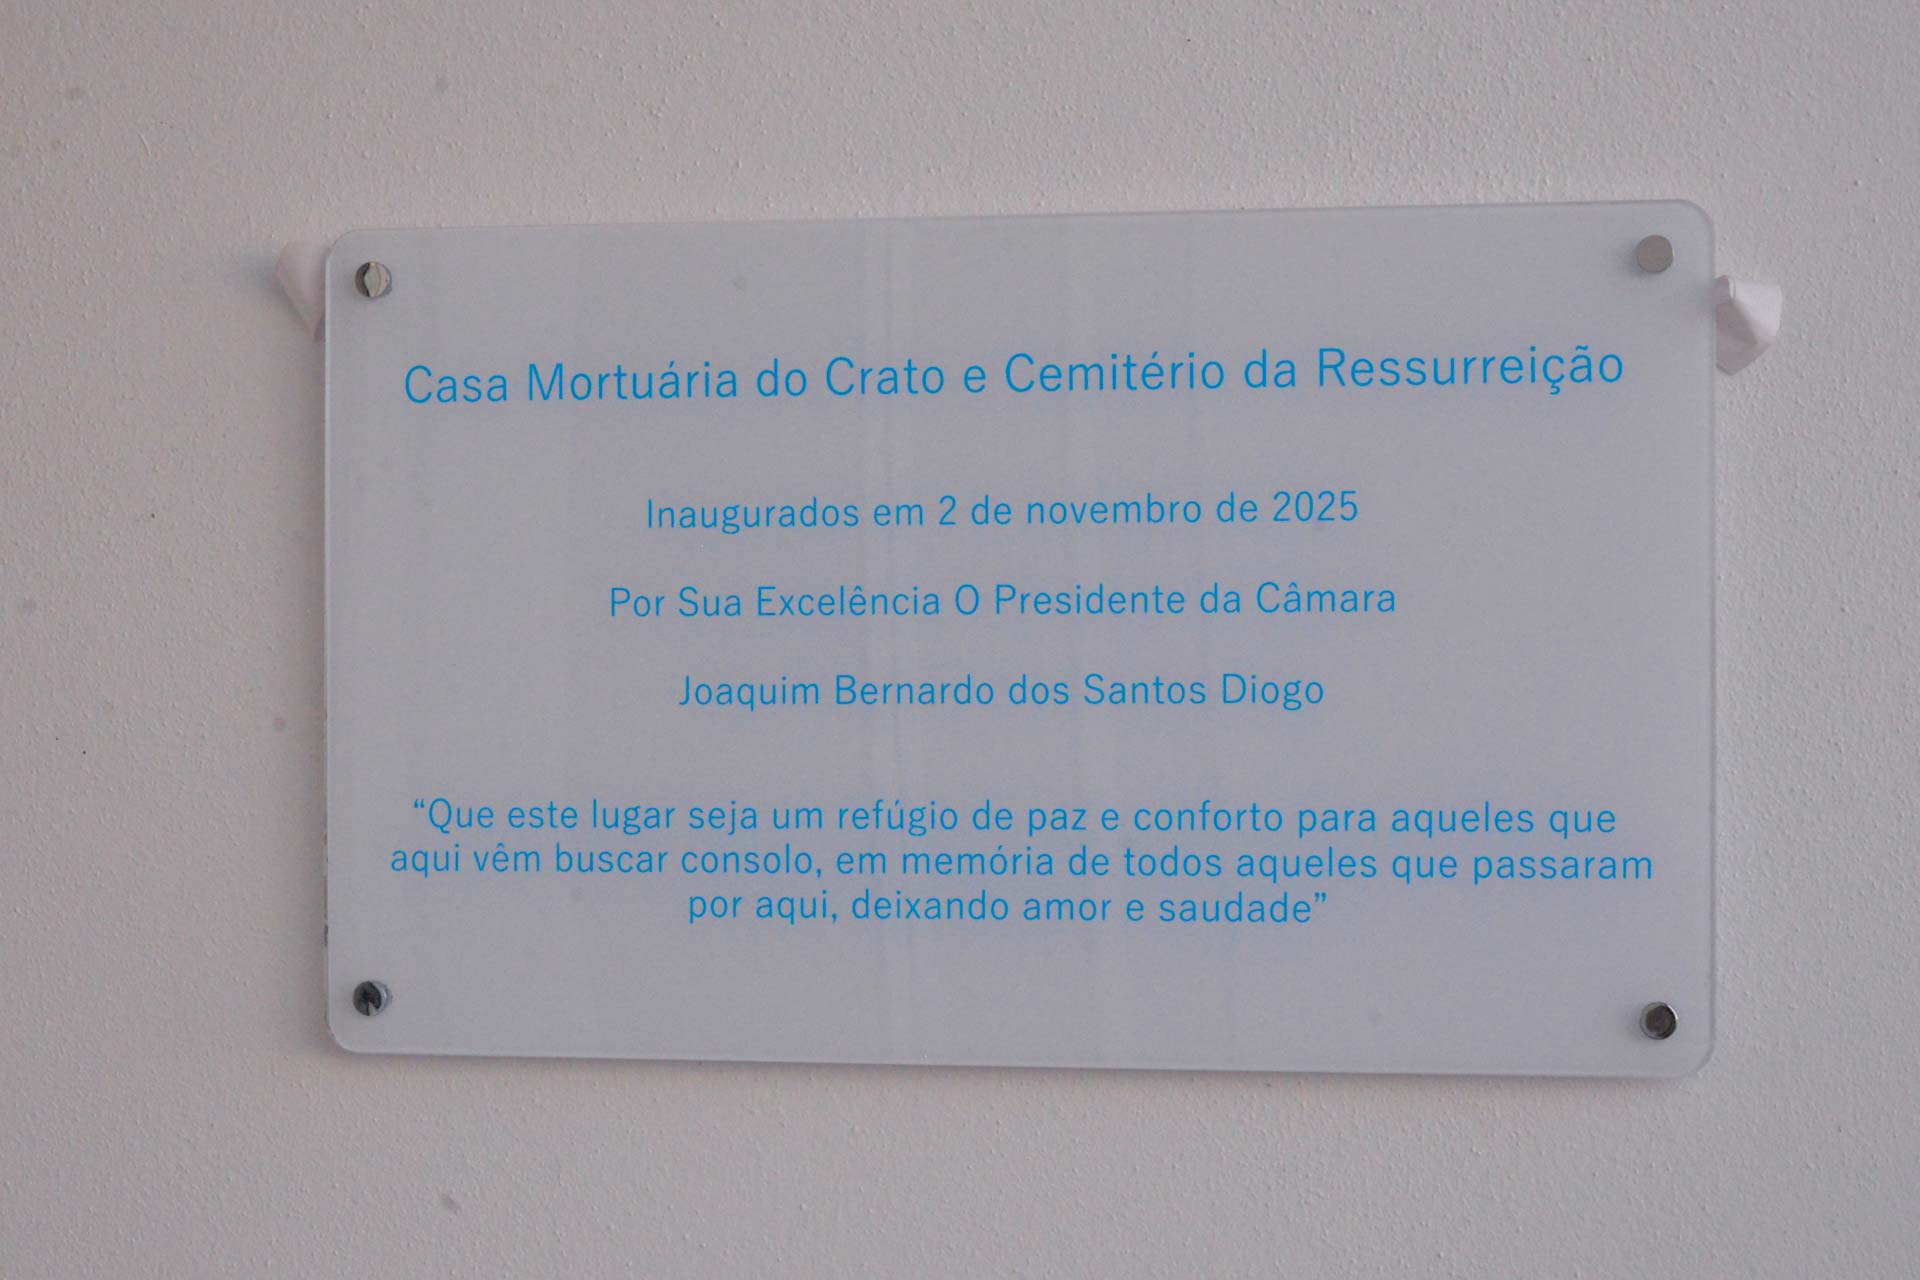 Casa Mortuária do Crato e Cemitério da Ressurreição
Inaugurados em 2 de novembro de 2025
Por Sua Excelência O Presidente da Câmara
Joaquim Bernardo dos Santos Diogo
“Que este lugar seja um refúgio de paz e conforto para aqueles que
aqui vêm buscar consolo, em memória de todos aqueles que passaram
por aqui, deixando amor e saudade”